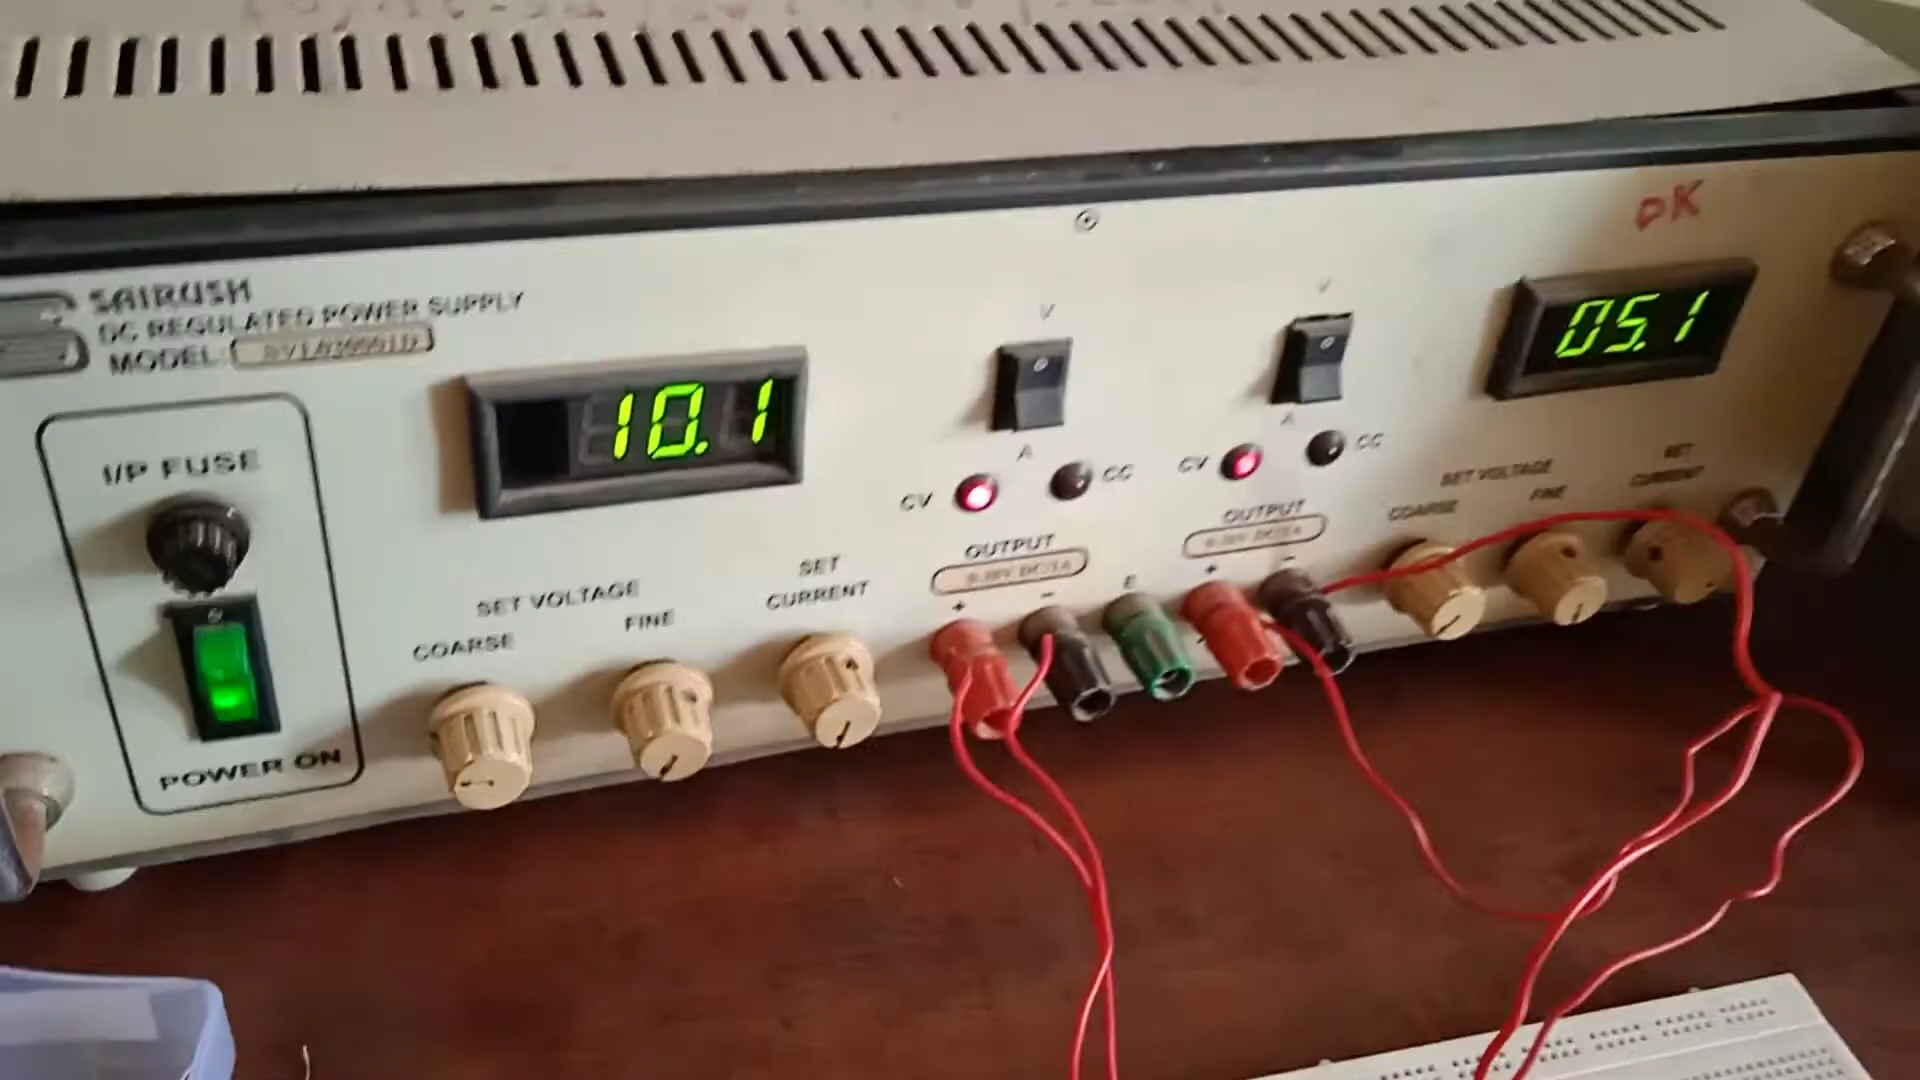 SAIRUSH
DC REGULATED POWER SUPPLY
MODEL:
I/P FUSE
POWER ON
10.1
SET VOLTAGE
COARSE
FINE
SET
CURRENT
V
A
CV
CC
OUTPUT
+
-
E
V
A
CV
CC
OUTPUT
+
-
OK
05.1
SET VOLTAGE
COARSE
FINE
SET
CURRENT